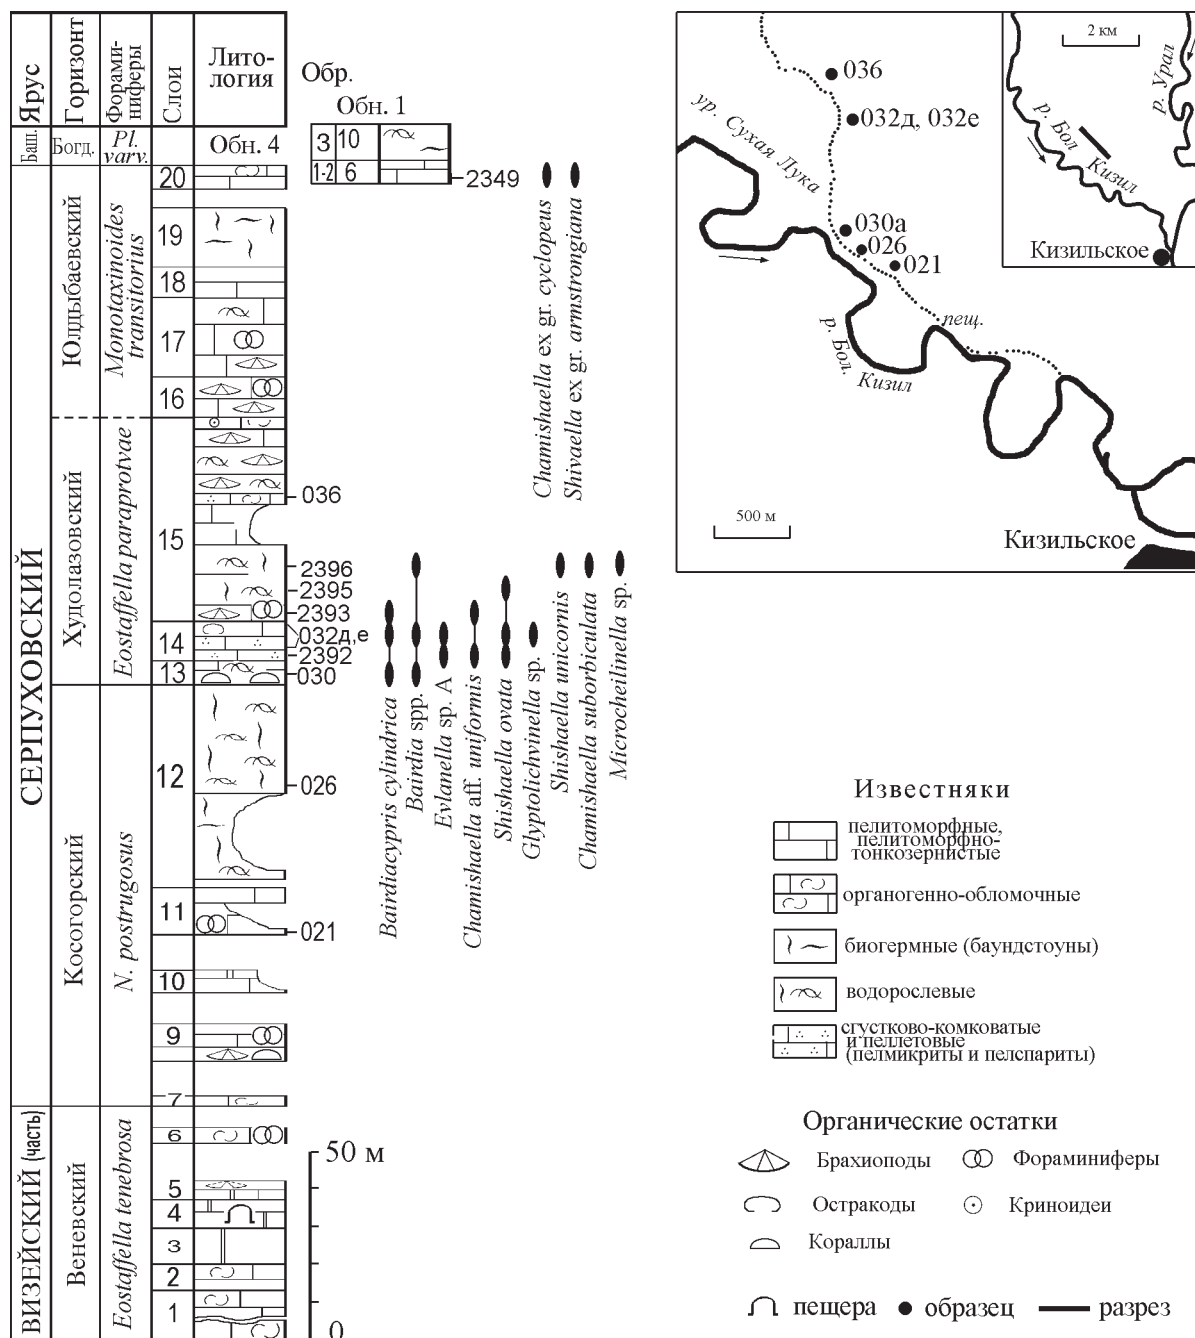 Ярус
Горизонт
Форами-
ниферы
Слои
Лито-
логия
Обр.
Баш.
Богд.
Pl.
varv.
Обн. 4
Обн. 1
3
10
1-2
6
2349
СЕРПУХОВСКИЙ
ВИЗЕЙСКИЙ (часть)
Юлдыбаевский
Худолазовский
Косогорский
Веневский
Monotaxinoides
transitorius
Eostaffella paraprotvae
N. postrugosus
Eostaffella tenebrosa
20
19
18
17
16
15
14
13
12
11
10
9
7
6
5
4
3
2
1
036
2396
2395
2393
032д,е
2392
030
026
021
50 м
0
Chamishaella ex gr. cyclopeus
Shivaella ex gr. armstrongiana
Bairdiacypris cylindrica
Bairdia spp.
Evlanella sp. A
Chamishaella aff. uniformis
Shishaella ovata
Glyptolichvinella sp.
Shishaella unicornis
Chamishaella suborbiculata
Microcheilinella sp.
036
032д, 032е
ур. Сухая Лука
030а
026
021
пещ.
р. Бол. Кизил
500 м
Кизильское
2 км
р. Урал
р. Бол Кизил
Кизильское
Известняки
пелитоморфные,
пелитоморфно-
тонкозернистые
органогенно-обломочные
биогермные (баундстоуны)
водорослевые
сгустково-комковатые
и пеллетовые
(пелмикриты и пелспариты)
Органические остатки
Брахиоподы
Фораминиферы
Остракоды
Криноидеи
Кораллы
пещера
образец
разрез